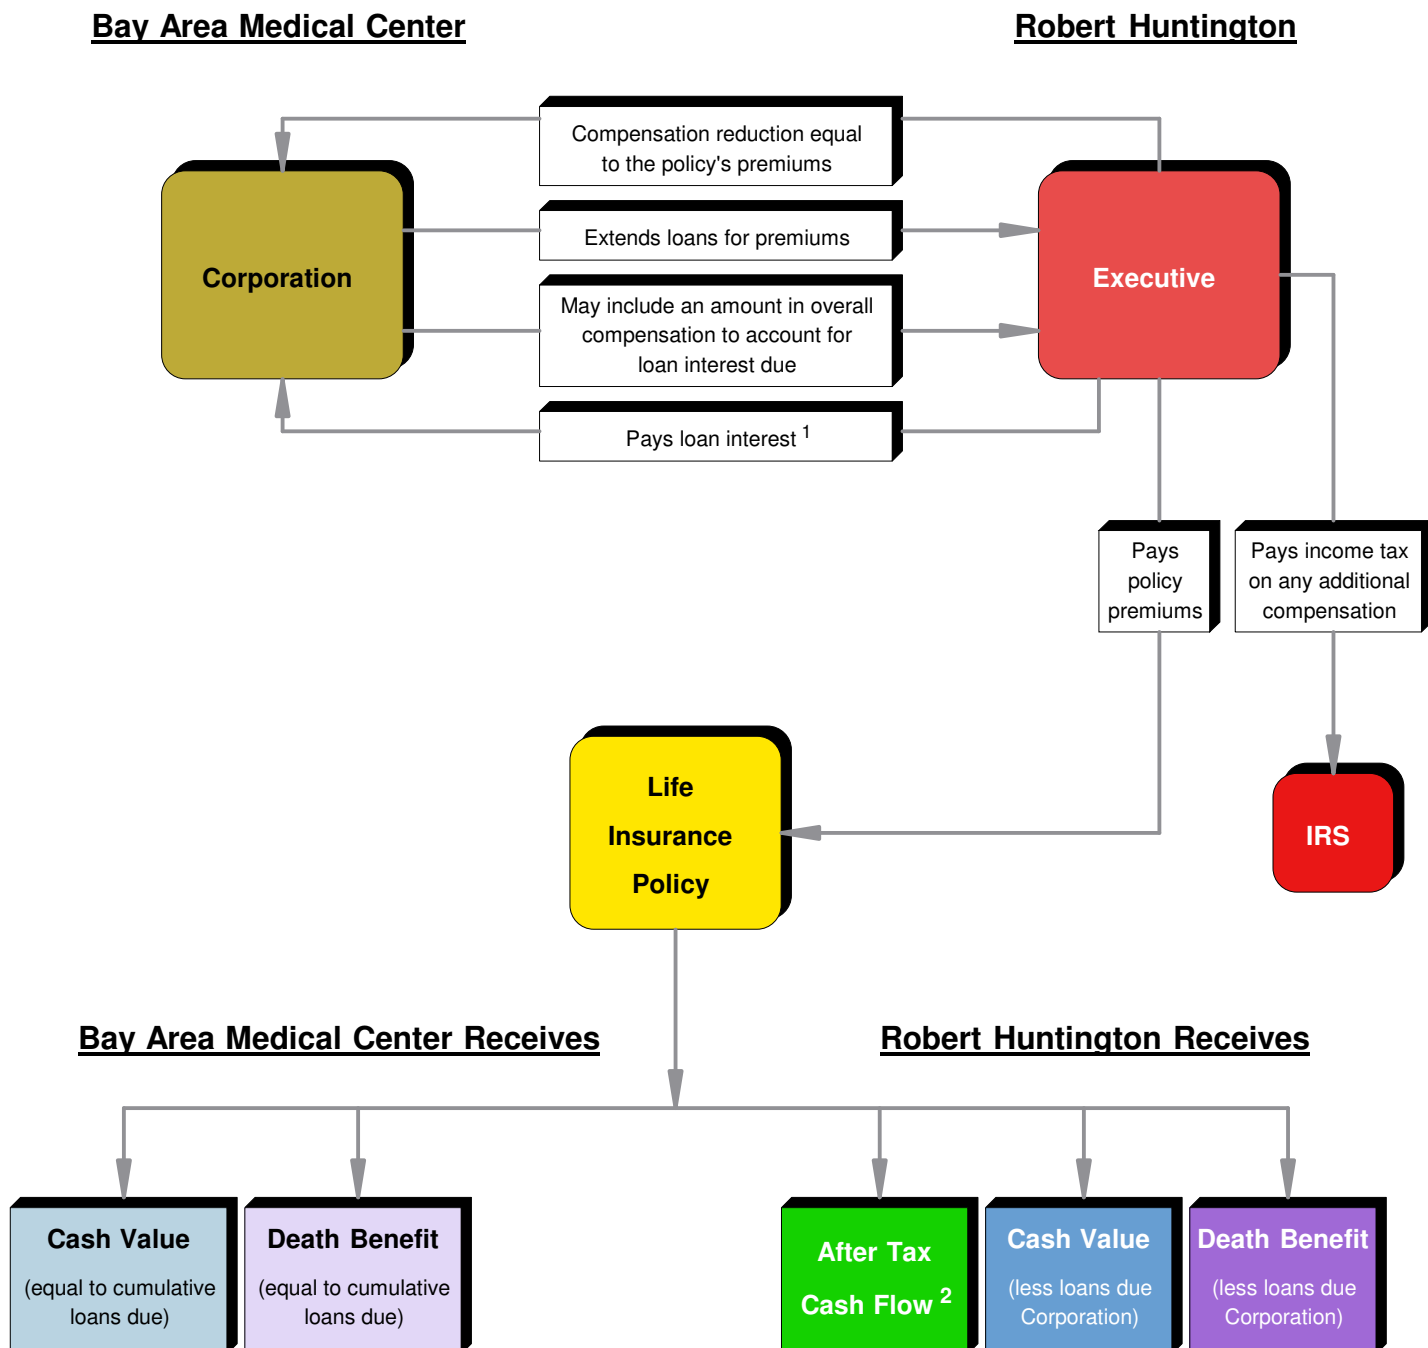 Bay Area Medical Center
Robert Huntington
Compensation reduction equal
to the policy's premiums
Extends loans for premiums
Corporation
Executive
May include an amount in overall
compensation to account for
loan interest due
Pays loan interest 1
Pays
policy
premiums
Pays income tax
on any additional
compensation
Life
Insurance
Policy
IRS
Bay Area Medical Center Receives
Robert Huntington Receives
Cash Value
(equal to cumulative
loans due)
Death Benefit
(equal to cumulative
loans due)
After Tax
Cash Flow 2
Cash Value
(less loans due
Corporation)
Death Benefit
(less loans due
Corporation)